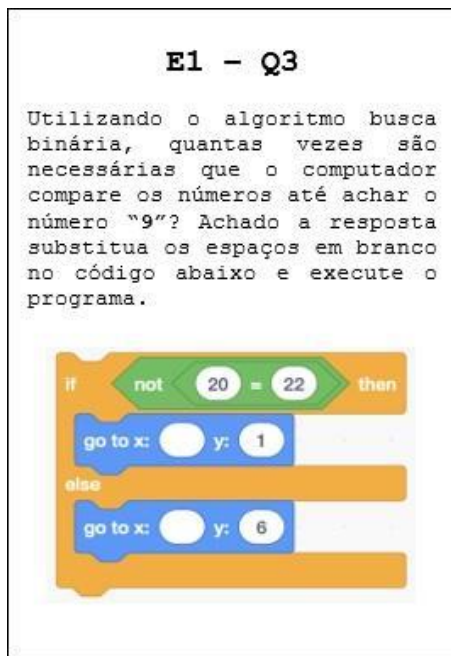 E1 – Q3
Utilizando o algoritmo busca
binária, quantas vezes são
necessárias que o computador
compare os números até achar o
número “9”? Achado a resposta
substitua os espaços em branco
no código abaixo e execute o
programa.
if not 20 = 22 then
go to x: y: 1
else
go to x: y: 6